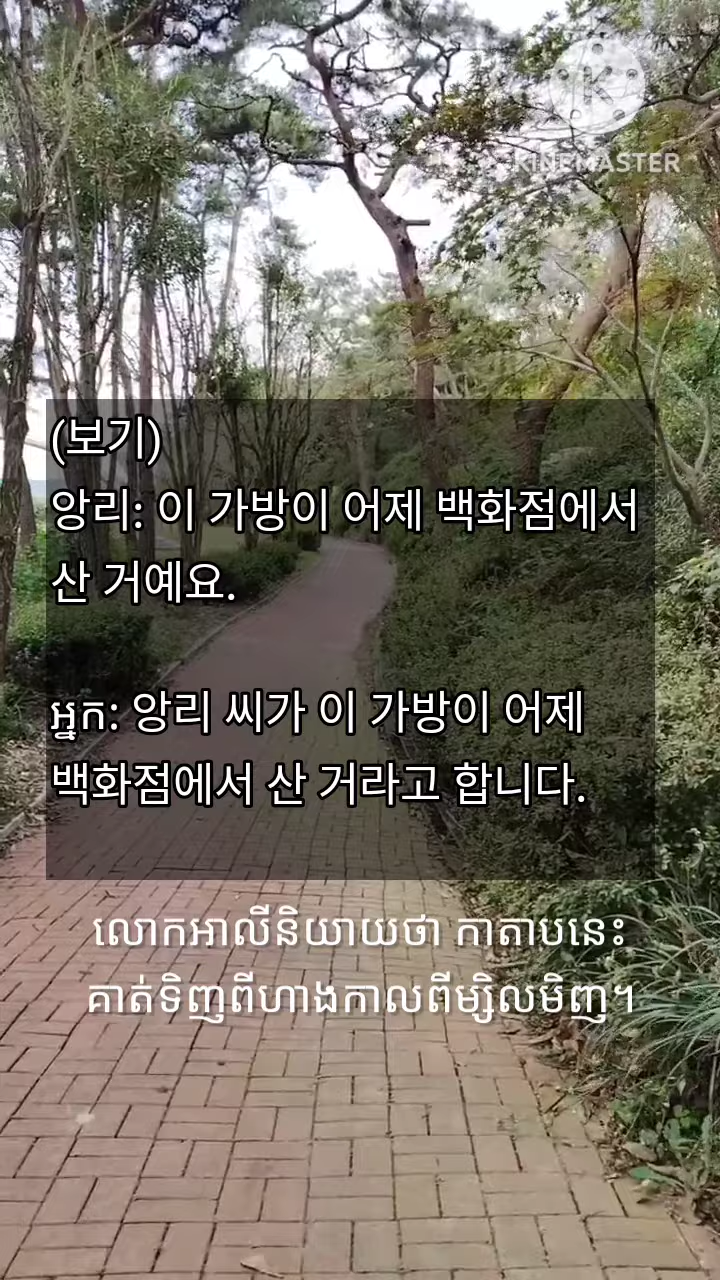 KINEMASTER
(보기)
앙리: 이 가방이 어제 백화점에서
산 거예요.
អ្នក: 앙리 씨가 이 가방이 어제
백화점에서 산 거라고 합니다.
លោកអាលីនិយាយថា កាតាបនេះ
គាត់ទិញពីហាងកាលពីម្សិលមិញ។